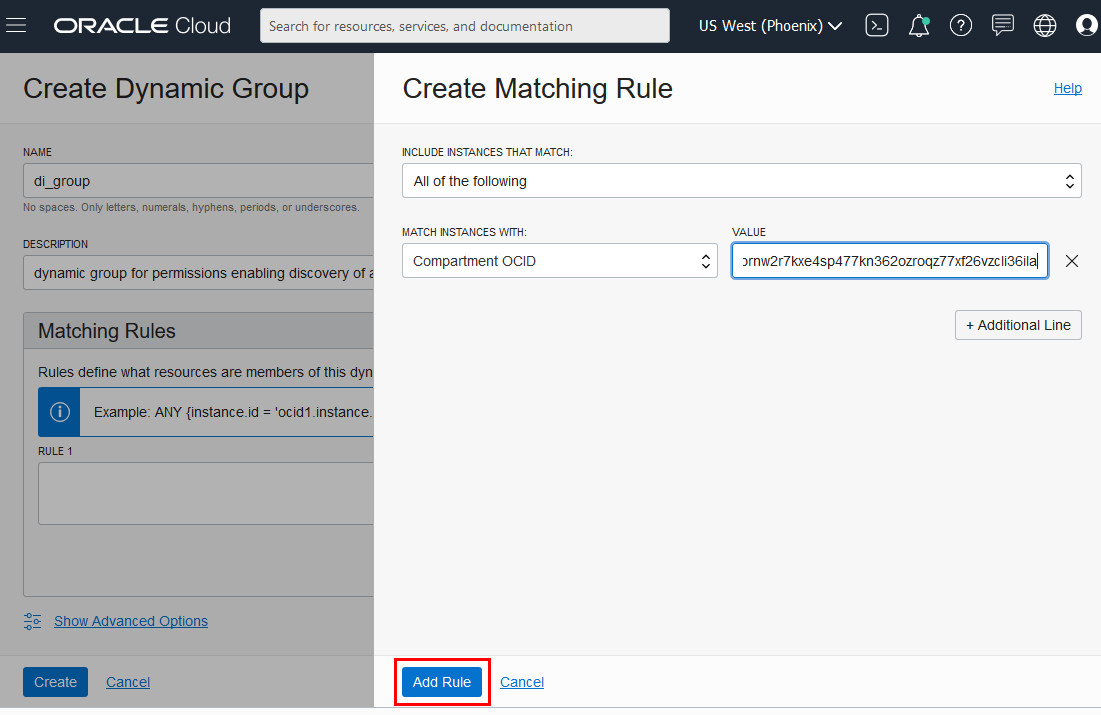 ORACLE Cloud
Search for resources, services, and documentation
US West (Phoenix)
Create Dynamic Group
NAME
di_group
No spaces. Only letters, numerals, hyphens, periods, or underscores.
DESCRIPTION
dynamic group for permissions enabling discovery of a
Matching Rules
Rules define what resources are members of this dyn
Example: ANY {instance.id = 'ocid1.instance.
RULE 1
Show Advanced Options
Create
Cancel
Create Matching Rule
Help
INCLUDE INSTANCES THAT MATCH:
All of the following
MATCH INSTANCES WITH:
VALUE
Compartment OCID
+ Additional Line
Add Rule
Cancel